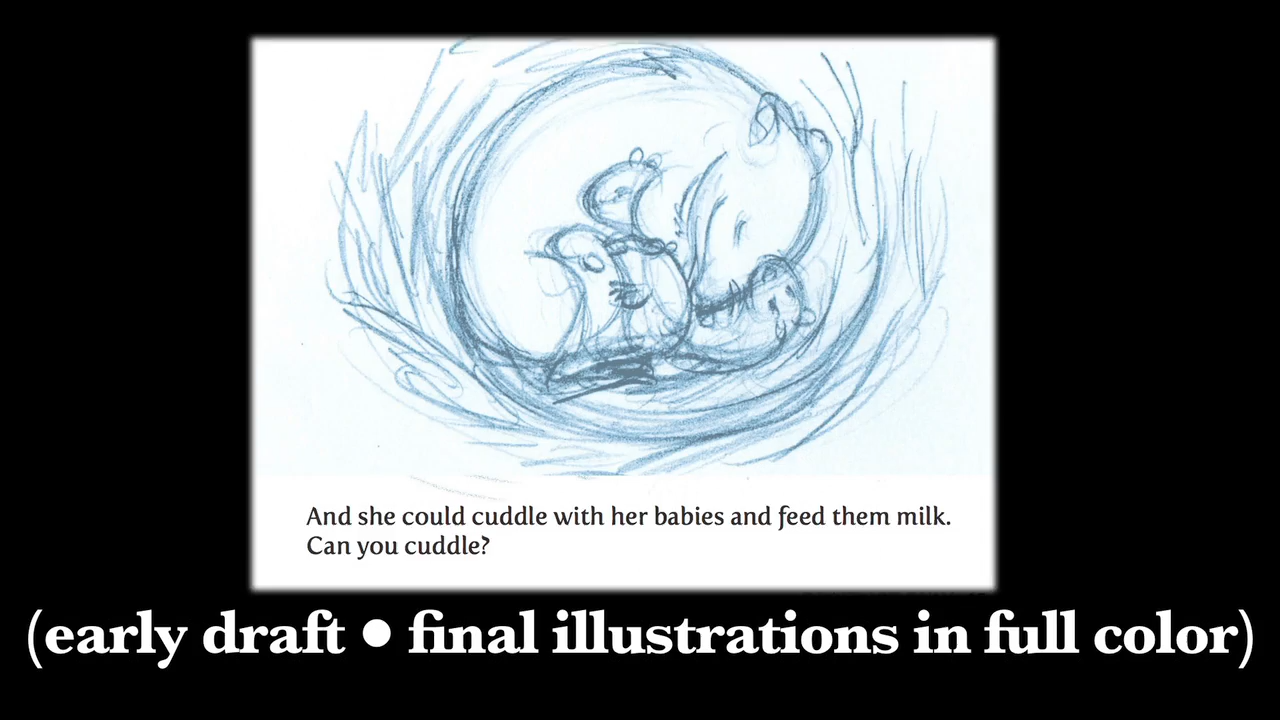 And she could cuddle with her babies and feed them milk.
Can you cuddle?
(early draft • final illustrations in full color)